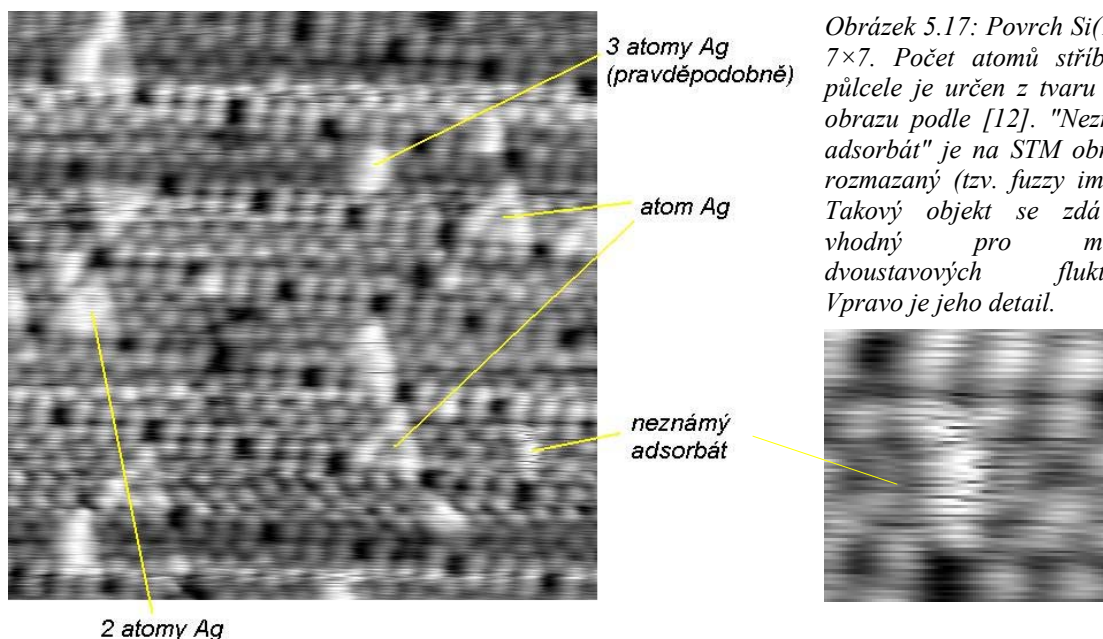 3 atomy Ag
(pravděpodobně)
atom Ag
neznámý
adsorbát
2 atomy Ag
Obrázek 5.17: Povrch Si(
7×7. Počet atomů stříb
půlcele je určen z tvaru
obrazu podle [12]. "Nezn
adsorbát" je na STM obr
rozmazaný (tzv. fuzzy im
Takový objekt se zdá
vhodný pro m
dvoustavových flukt
Vpravo je jeho detail.